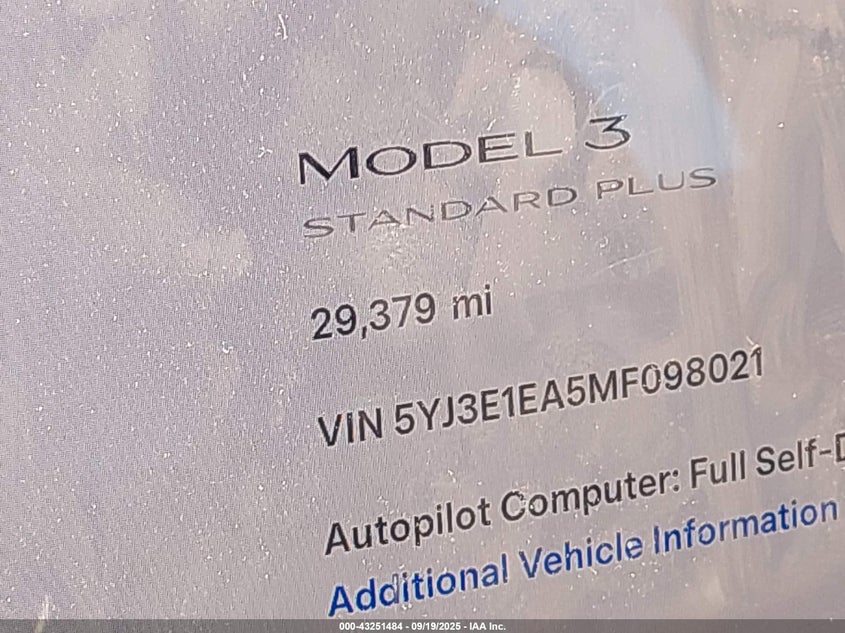 MODEL 3
STANDARD PLUS
29,379 mi
VIN 5YJ3E1EA5MF098021
Autopilot Computer: Full Self-D
Additional Vehicle Information
000-43251484 - 09/19/2025 - IAA Inc.